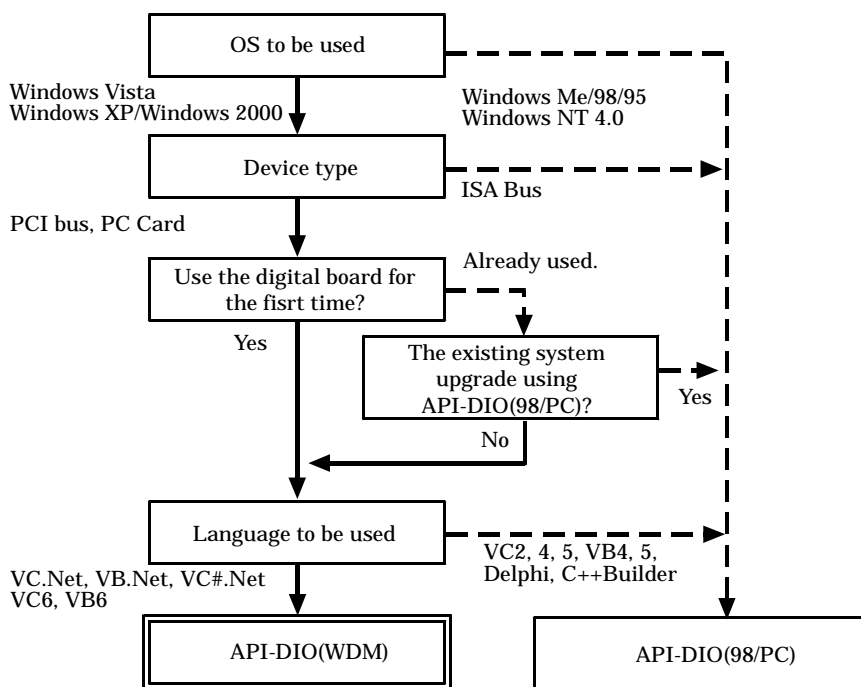 OS to be used
Windows Vista
Windows XP/Windows 2000
Windows Me/98/95
Windows NT 4.0
Device type
ISA Bus
PCI bus, PC Card
Use the digital board for
the fisrt time?
Already used.
Yes
The existing system
upgrade using
API-DIO(98/PC)?
Yes
No
Language to be used
VC2, 4, 5, VB4, 5,
Delphi, C++Builder
VC.Net, VB.Net, VC#.Net
VC6, VB6
API-DIO(WDM)
API-DIO(98/PC)